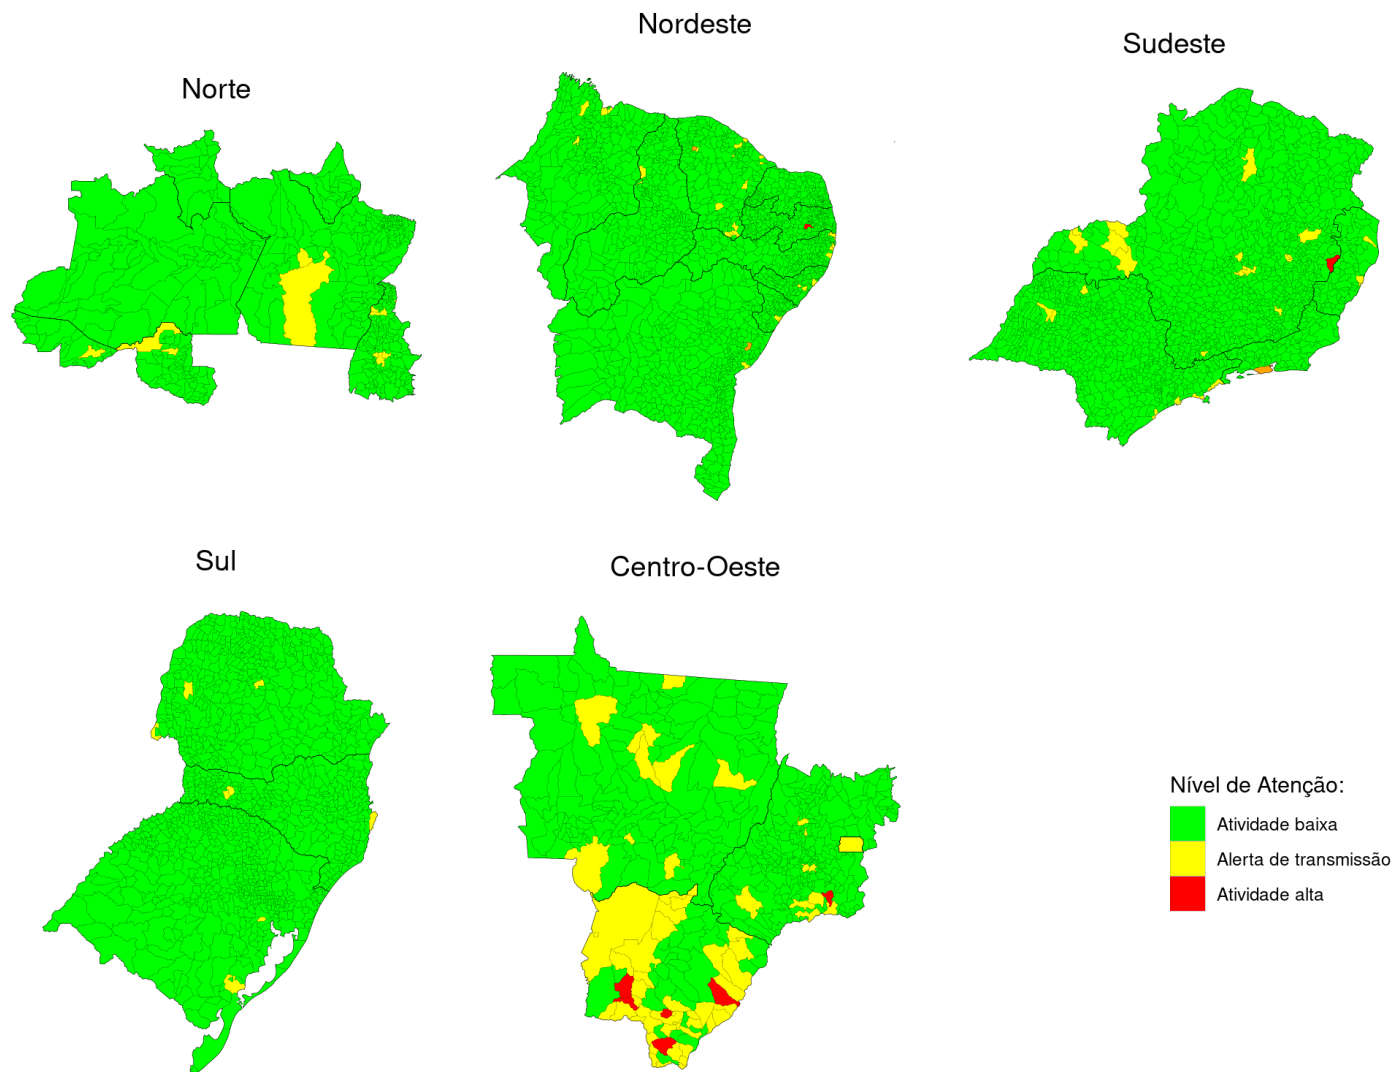 Nordeste
Sudeste
Norte
Sul
Centro-Oeste
Nível de Atenção:
Atividade baixa
Alerta de transmissão
Atividade alta